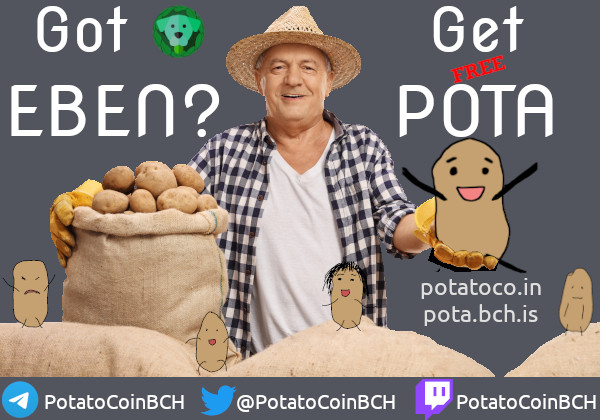 Got
EBEN?
Get
FREE
POTA
potatoco.in
pota.bch.is
PotatoCoinBCH
@PotatoCoinBCH
PotatoCoinBCH